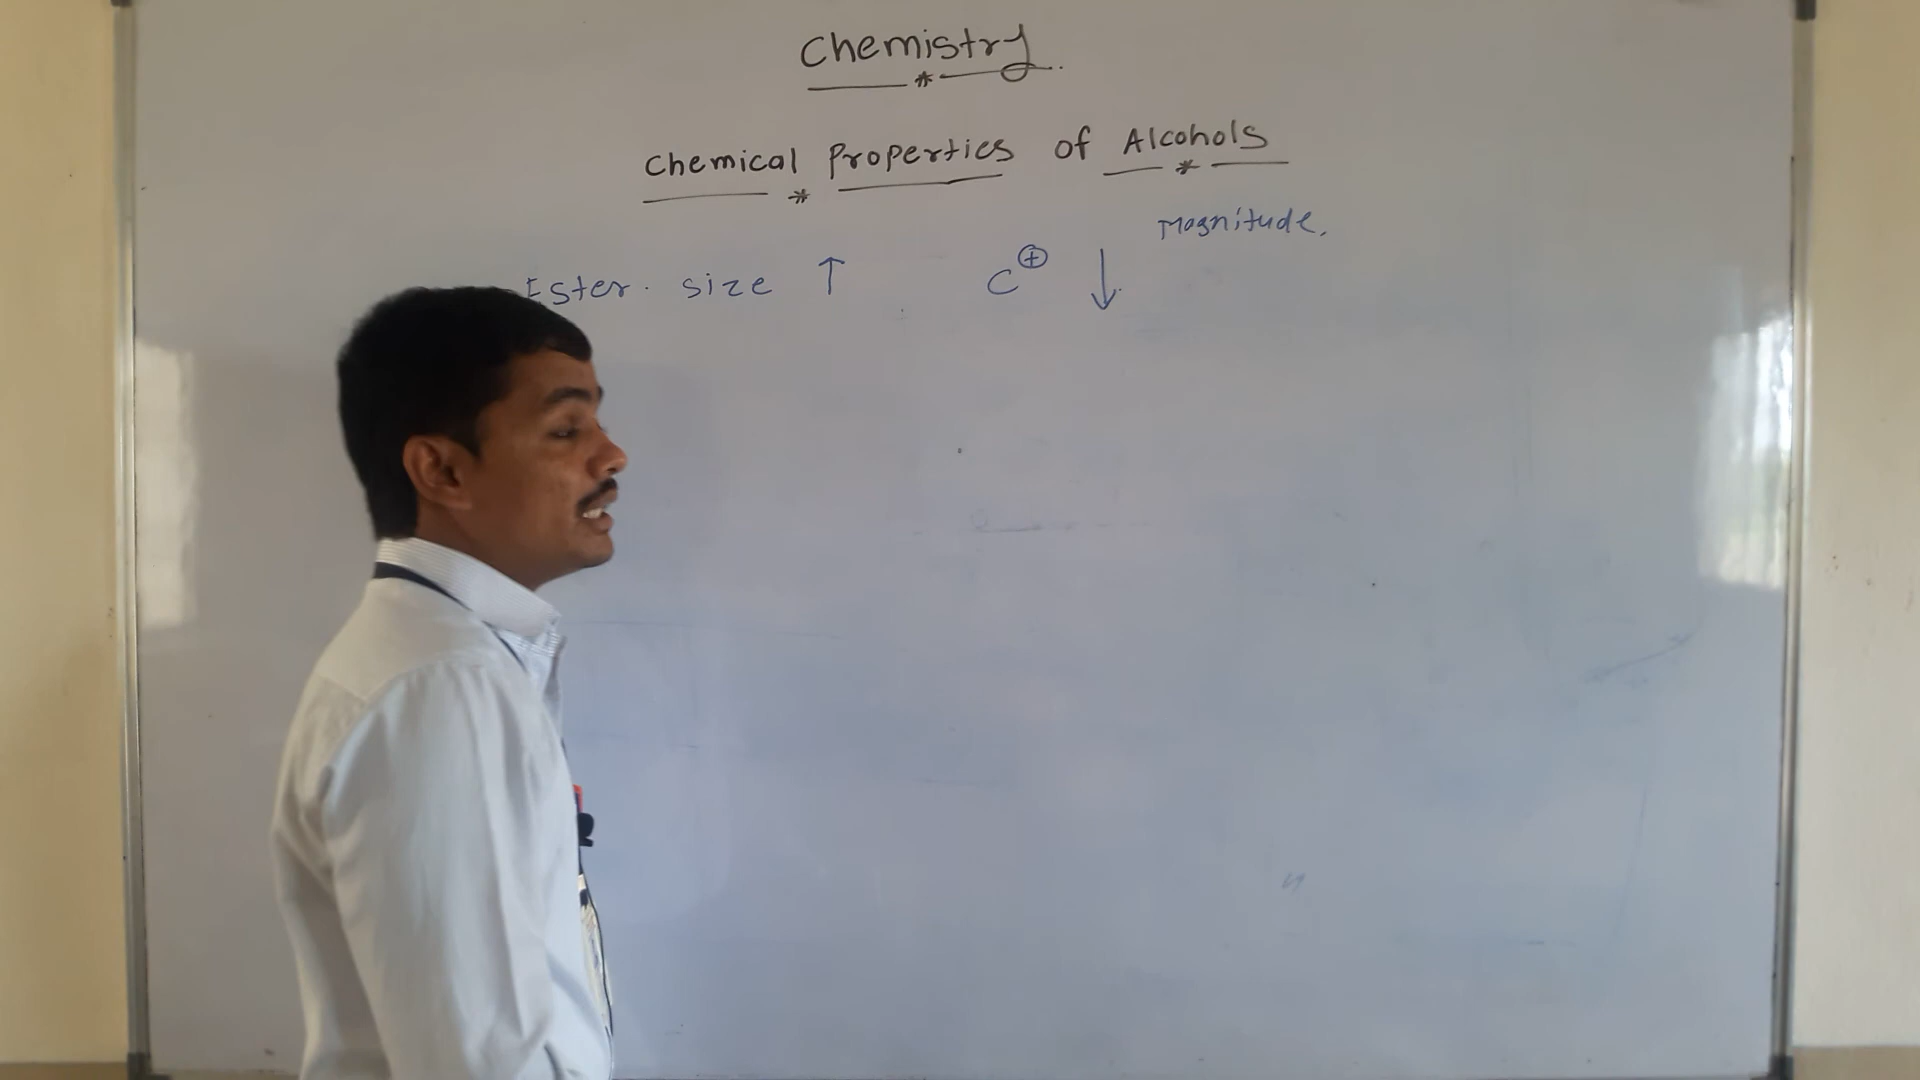 Chemistry
Chemical Properties of Alcohols
Magnitude.
Ester. size ↑ C⊕ ↓